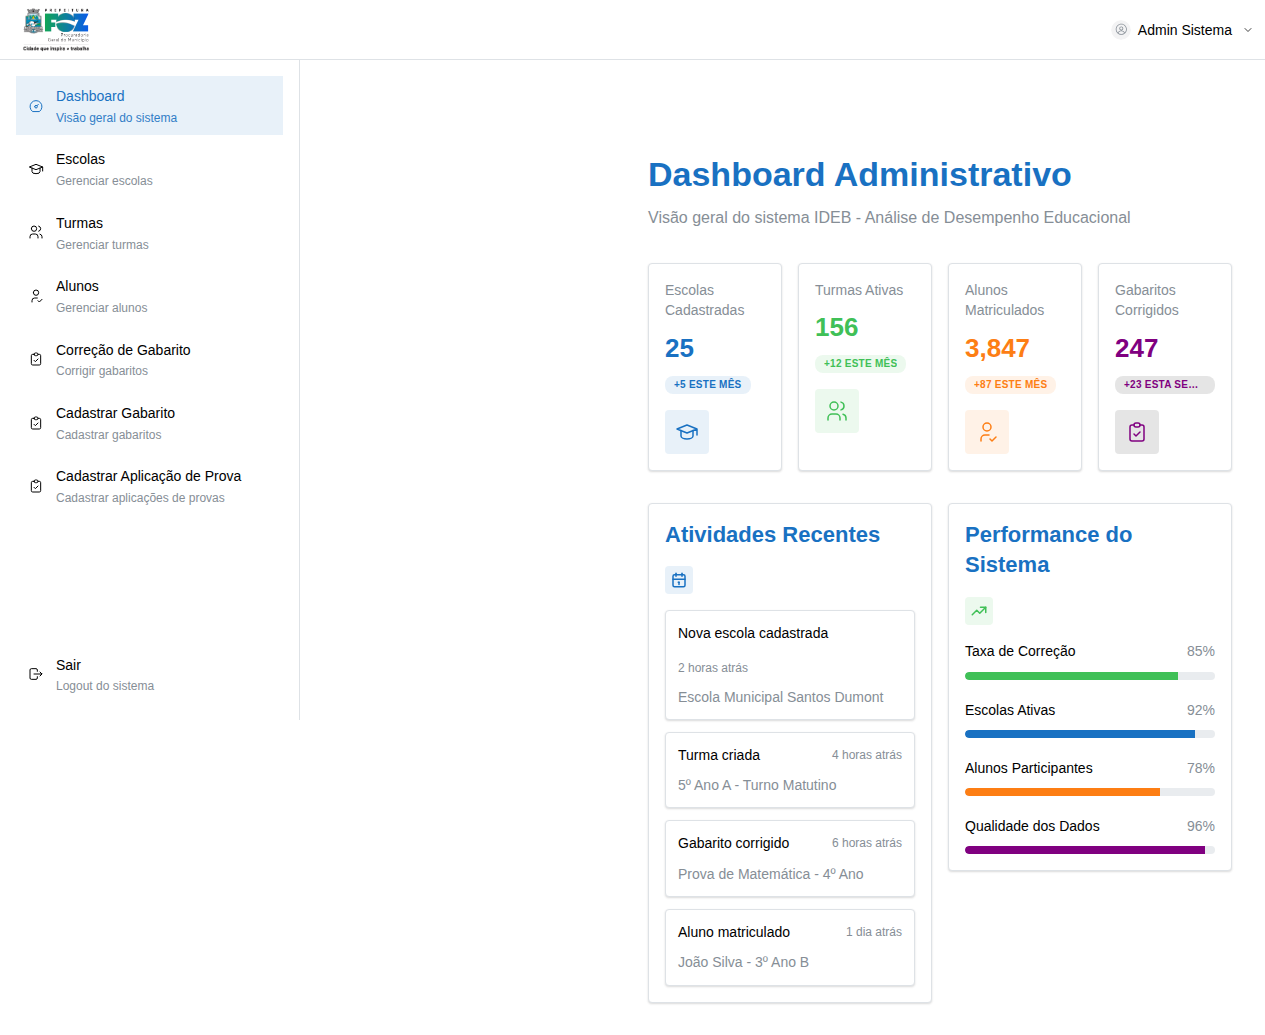 PREFEITURA
FOZ
Procuradoria
Geral do Município
Cidade que inspira e trabalha
Admin Sistema
Dashboard
Visão geral do sistema
Escolas
Gerenciar escolas
Turmas
Gerenciar turmas
Alunos
Gerenciar alunos
Correção de Gabarito
Corrigir gabaritos
Cadastrar Gabarito
Cadastrar gabaritos
Cadastrar Aplicação de Prova
Cadastrar aplicações de provas
Sair
Logout do sistema
Dashboard Administrativo
Visão geral do sistema IDEB - Análise de Desempenho Educacional
Escolas
Cadastradas
25
+5 ESTE MÊS
Turmas Ativas
156
+12 ESTE MÊS
Alunos
Matriculados
3,847
+87 ESTE MÊS
Gabaritos
Corrigidos
247
+23 ESTA SE...
Atividades Recentes
Nova escola cadastrada
2 horas atrás
Escola Municipal Santos Dumont
Turma criada
4 horas atrás
5º Ano A - Turno Matutino
Gabarito corrigido
6 horas atrás
Prova de Matemática - 4º Ano
Aluno matriculado
1 dia atrás
João Silva - 3º Ano B
Performance do
Sistema
Taxa de Correção
85%
Escolas Ativas
92%
Alunos Participantes
78%
Qualidade dos Dados
96%